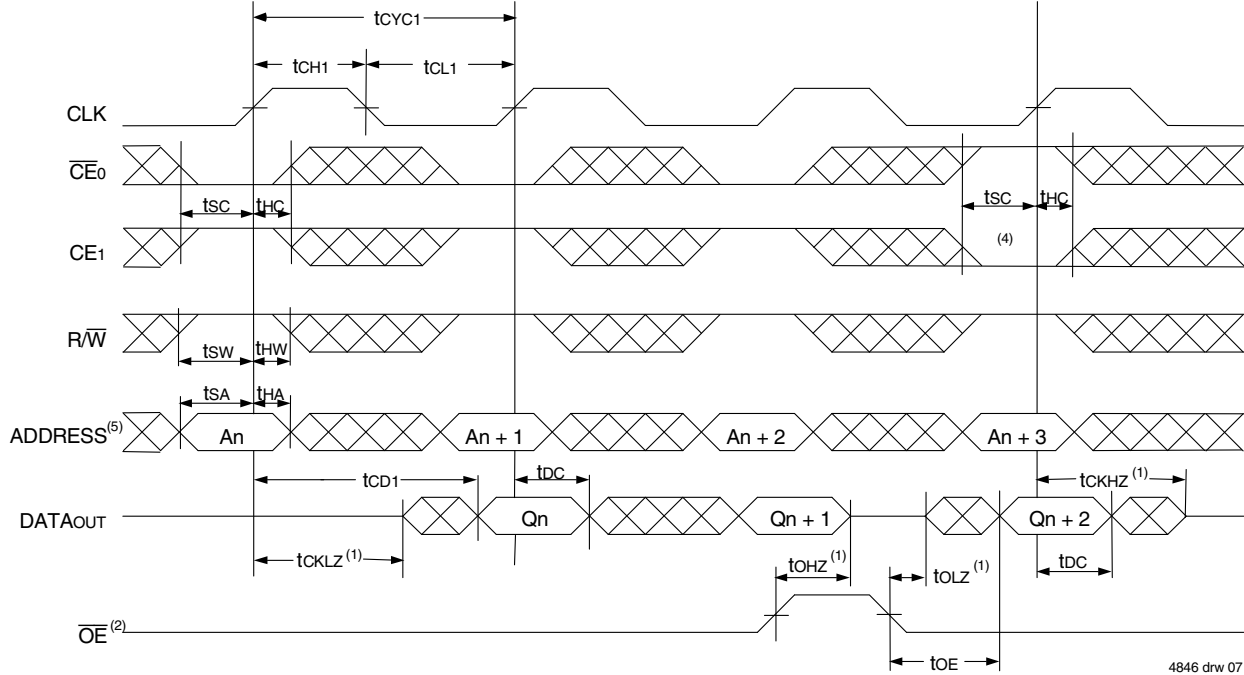 tCYC1
tCH1 tCL1
CLK
CE0
tSC tHC tSC tHC
CE1 (4)
R/W
tSW tHW
tSA tHA
ADDRESS(5) An An + 1 An + 2 An + 3
tCD1 tDC tCKHZ(1)
DATAOUT Qn Qn + 1 Qn + 2
tCKLZ(1) tOHZ(1) tOLZ(1) tDC
OE(2)
tOE
4846 drw 07